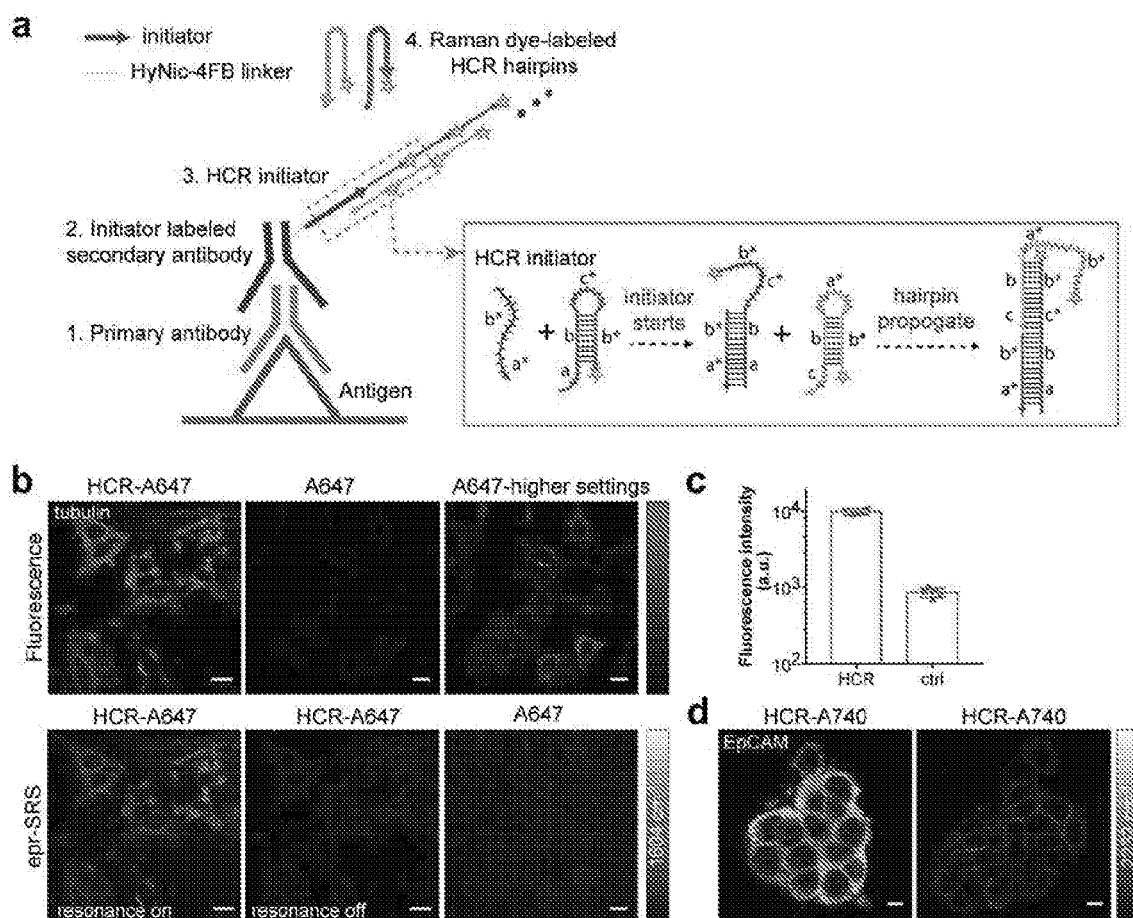 a
initiator
HyNic-4FB linker
4. Raman dye-labeled
HCR hairpins
3. HCR initiator
2. Initiator labeled
secondary antibody
1. Primary antibody
Antigen
HCR initiator
b*
a*
+
c*
b
b*
a
initiator
starts
b*
c*
b*
b
a*
a
+
a*
b
b*
c
hairpin
propogate
a*
b*
b
b*
c
c*
b*
b
a*
a
b
HCR-A647
A647
A647-higher settings
tubulin
Fluorescence
HCR-A647
HCR-A647
A647
epr-SRS
resonance on
resonance off
c
Fluorescence intensity
(a.u.)
10⁴
10³
10²
HCR
ctrl
d
HCR-A740
HCR-A740
EpCAM